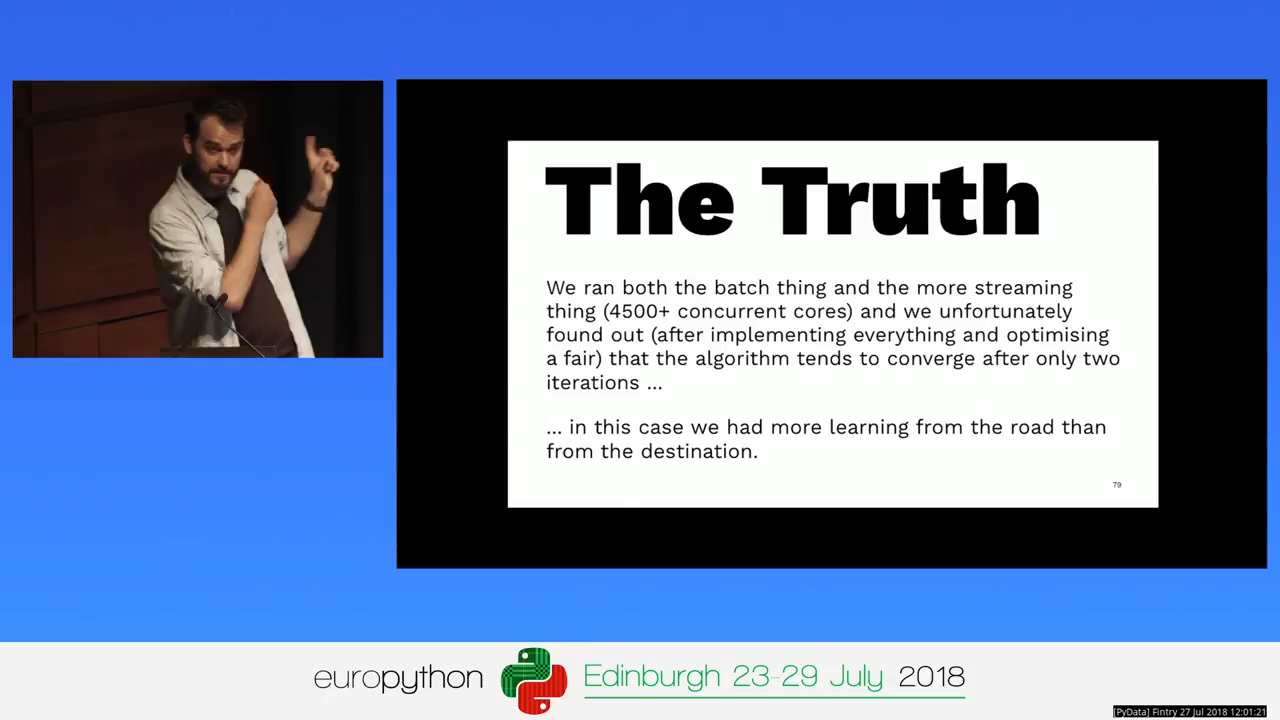 The Truth
We ran both the batch thing and the more streaming
thing (4500+ concurrent cores) and we unfortunately
found out (after implementing everything and optimising
a fair) that the algorithm tends to converge after only two
iterations ...
... in this case we had more learning from the road than
from the destination.
79
europython Edinburgh 23-29 July 2018
[PyData] Fintry 27 Jul 2018 12:01:21